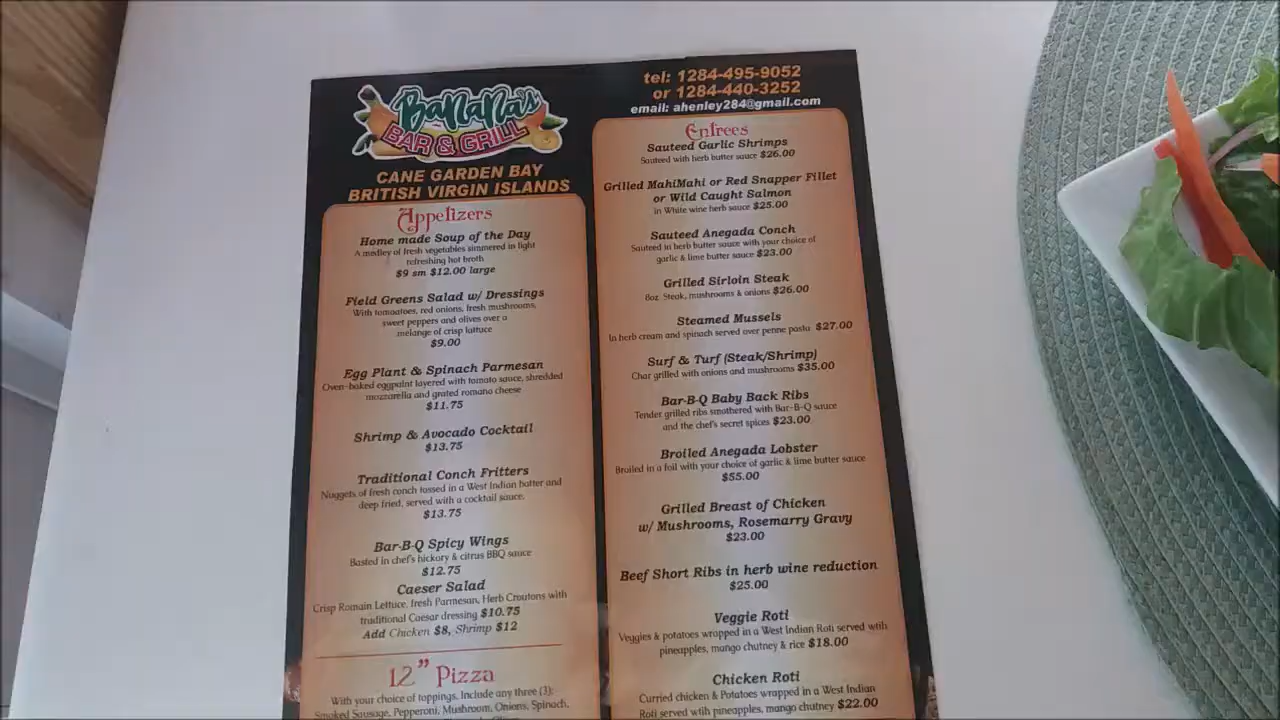 BaNaNa's
BAR & GRILL
CANE GARDEN BAY
BRITISH VIRGIN ISLANDS
Appetizers
Home made Soup of the Day
A medley of fresh vegetables simmered in light
refreshing hot broth
$9 sm $12.00 large
Field Greens Salad w/ Dressings
With tomaatoes, red onions, fresh mushrooms,
sweet peppers and olives over a
melange of crisp lattuce
$9.00
Egg Plant & Spinach Parmesan
Oven-baked eggpaint layered with tomato sauce, shredded
mozzarella and grated romano cheese
$11.75
Shrimp & Avocado Cocktail
$13.75
Traditional Conch Fritters
Nuggets of fresh conch tossed in a West Indian batter and
deep fried, served with a cocktail sauce.
$13.75
Bar-B-Q Spicy Wings
Basted in chef's hickory & citrus BBQ sauce
$12.75
Caeser Salad
Crisp Romain Lettuce, fresh Parmesan, Herb Croutons with
traditional Caesar dressing $10.75
Add Chicken $8, Shrimp $12
12" Pizza
With your choice of toppings. Include any three (3):
Smoked Sausage, Pepperoni, Mushroom, Onions, Spinach,
tel: 1284-495-9052
or 1284-440-3252
email: ahenley284@gmail.com
Entrees
Sauteed Garlic Shrimps
Sauteed with herb butter sauce $26.00
Grilled MahiMahi or Red Snapper Fillet
or Wild Caught Salmon
in White wine herb sauce $25.00
Sauteed Anegada Conch
Sauteed in herb butter sauce with your choice of
garlic & lime butter sauce $23.00
Grilled Sirloin Steak
8oz. Steak, mushrooms & onions $26.00
Steamed Mussels
In herb cream and spinach served over penne pasta $27.00
Surf & Turf (Steak/Shrimp)
Char grilled with onions and mushrooms $35.00
Bar-B-Q Baby Back Ribs
Tender grilled ribs smothered with Bar-B-Q sauce
and the chef's secret spices $23.00
Broiled Anegada Lobster
Broiled in a foil with your choice of garlic & lime butter sauce
$55.00
Grilled Breast of Chicken
w/ Mushrooms, Rosemarry Gravy
$23.00
Beef Short Ribs in herb wine reduction
$25.00
Veggie Roti
Veggies & potatoes wrapped in a West Indian Roti served wtih
pineapples, mango chutney & rice $18.00
Chicken Roti
Curried chicken & Potatoes wrapped in a West Indian
Roti served wtih pineapples, mango chutney $22.00